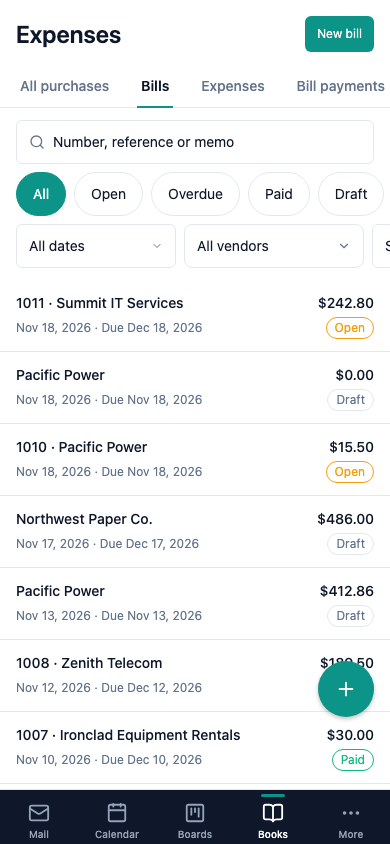 Expenses
New bill
All purchases
Bills
Expenses
Bill payments
Number, reference or memo
All
Open
Overdue
Paid
Draft
All dates
All vendors
1011 · Summit IT Services
$242.80
Nov 18, 2026 · Due Dec 18, 2026
Open
Pacific Power
$0.00
Nov 18, 2026 · Due Nov 18, 2026
Draft
1010 · Pacific Power
$15.50
Nov 18, 2026 · Due Nov 18, 2026
Open
Northwest Paper Co.
$486.00
Nov 17, 2026 · Due Dec 17, 2026
Draft
Pacific Power
$412.86
Nov 13, 2026 · Due Nov 13, 2026
Draft
1008 · Zenith Telecom
Nov 12, 2026 · Due Dec 12, 2026
1007 · Ironclad Equipment Rentals
$30.00
Nov 10, 2026 · Due Dec 10, 2026
Paid
Mail
Calendar
Boards
Books
More